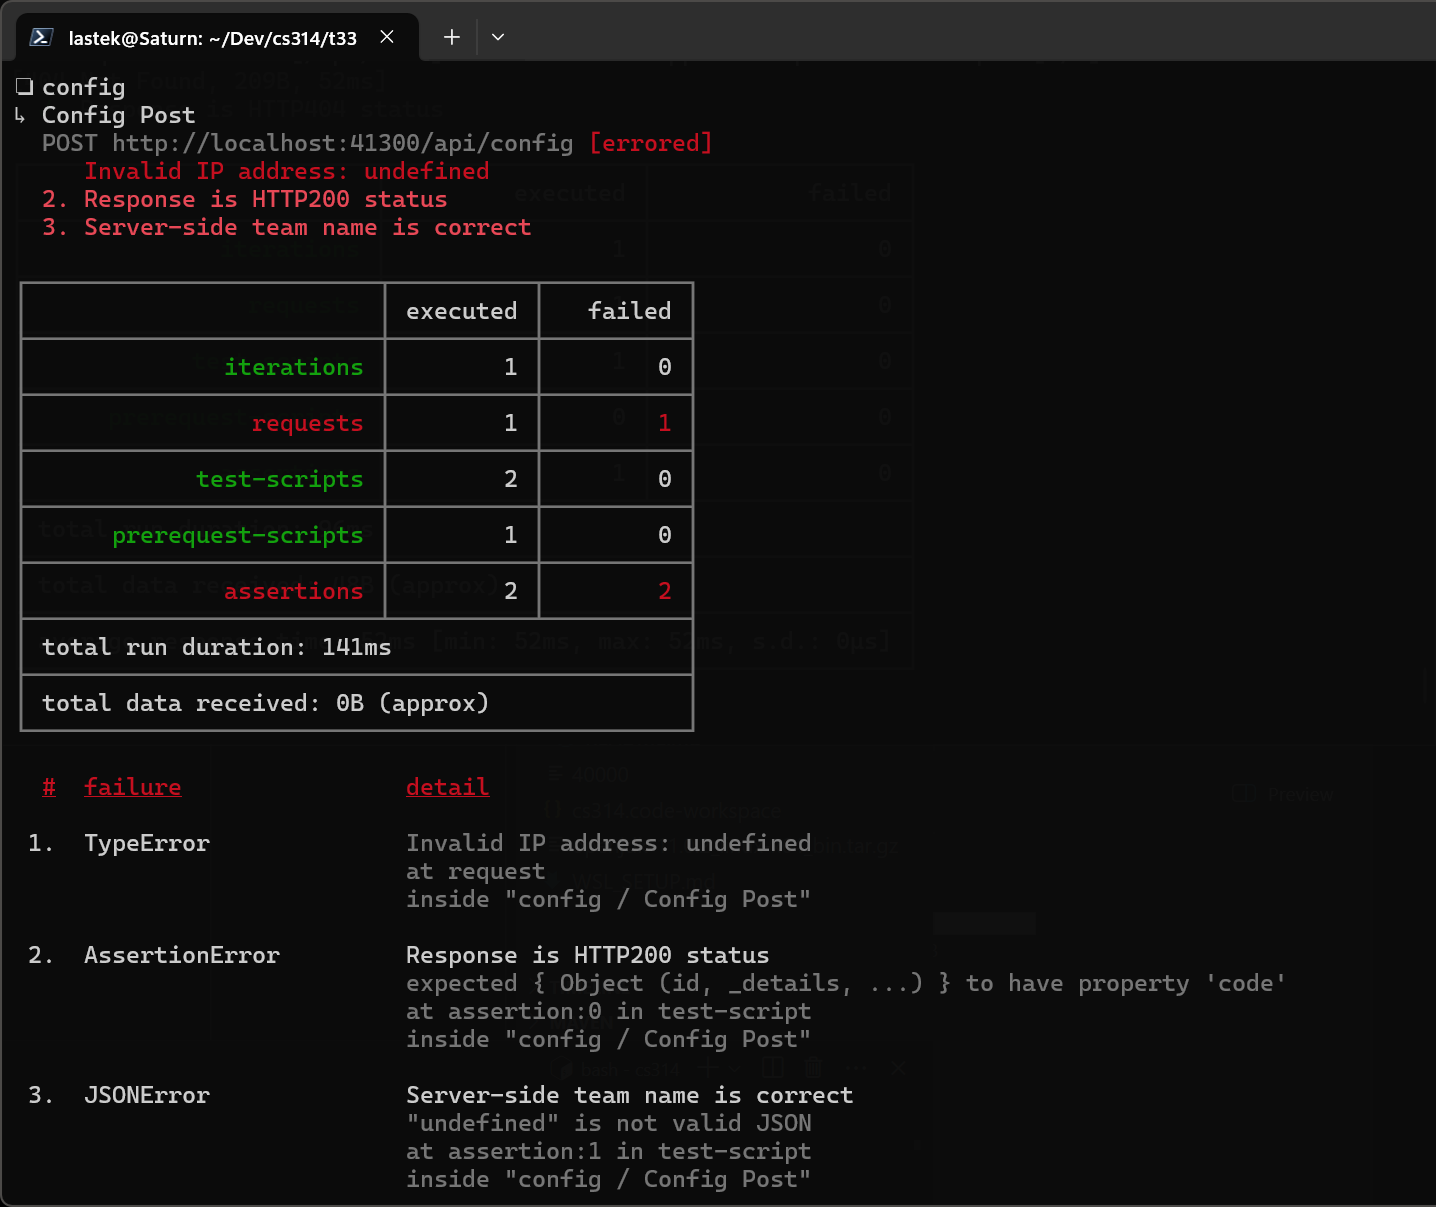 lastek@Saturn: ~/Dev/cs314/t33
❏ config
↳ Config Post
POST http://localhost:41300/api/config [errored]
Invalid IP address: undefined
2. Response is HTTP200 status
3. Server-side team name is correct
executed failed
iterations 1 0
requests 1 1
test-scripts 2 0
prerequest-scripts 1 0
assertions 2 2
total run duration: 141ms
total data received: 0B (approx)
# failure detail
1. TypeError Invalid IP address: undefined
at request
inside "config / Config Post"
2. AssertionError Response is HTTP200 status
expected { Object (id, _details, ...) } to have property 'code'
at assertion:0 in test-script
inside "config / Config Post"
3. JSONError Server-side team name is correct
"undefined" is not valid JSON
at assertion:1 in test-script
inside "config / Config Post"